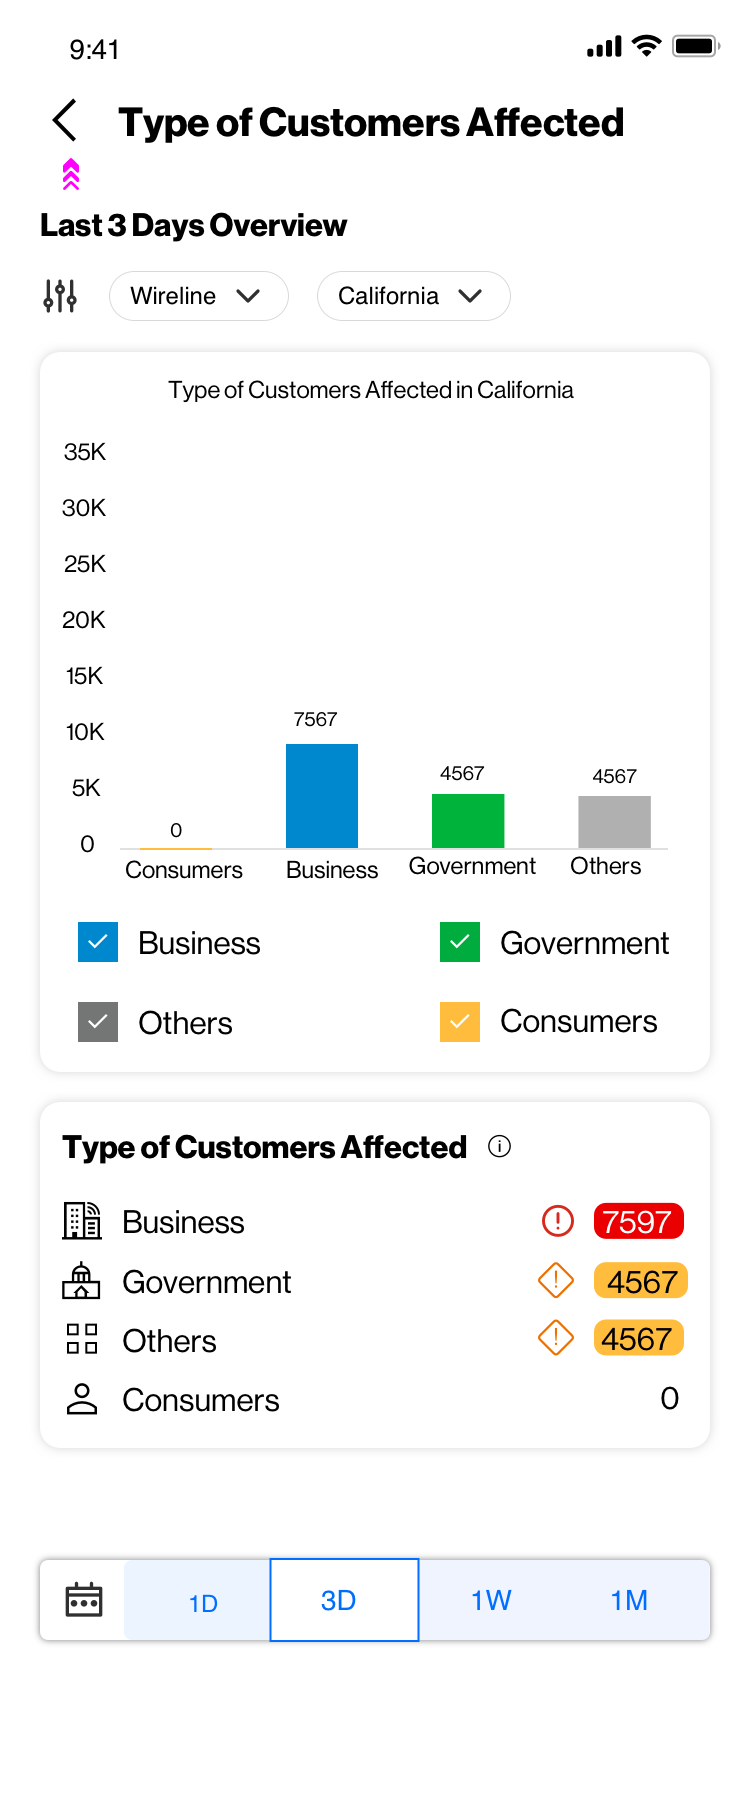 9:41
Type of Customers Affected
Last 3 Days Overview
Wireline California
Type of Customers Affected in California
35K
30K
25K
20K
15K
10K
5K
0
7567
4567
4567
0
Consumers Business Government Others
Business Government
Others Consumers
Type of Customers Affected
Business 7597
Government 4567
Others 4567
Consumers 0
1D 3D 1W 1M